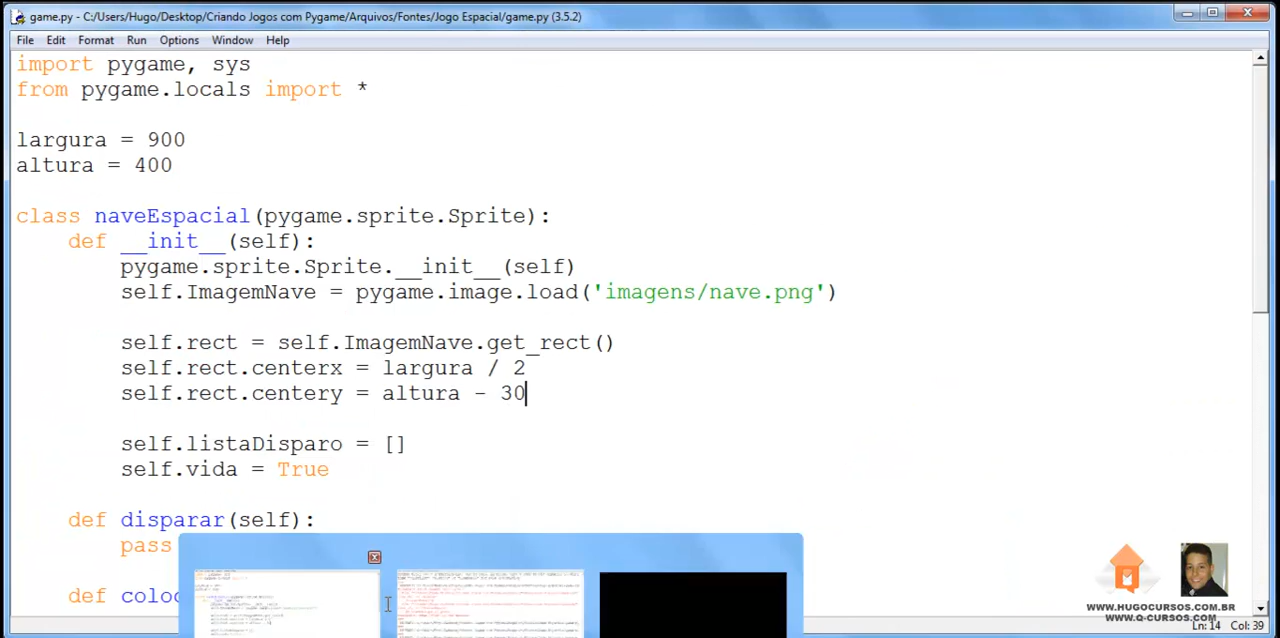 game.py - C:/Users/Hugo/Desktop/Criando Jogos com Pygame/Arquivos/Fontes/Jogo Espacial/game.py (3.5.2)
File Edit Format Run Options Window Help
import pygame, sys
from pygame.locals import *
largura = 900
altura = 400
class naveEspacial(pygame.sprite.Sprite):
def __init__(self):
pygame.sprite.Sprite.__init__(self)
self.ImagemNave = pygame.image.load('imagens/nave.png')
self.rect = self.ImagemNave.get_rect()
self.rect.centerx = largura / 2
self.rect.centery = altura - 30
self.listaDisparo = []
self.vida = True
def disparar(self):
pass
def coloc
WWW.HUGOCURSOS.COM.BR
WWW.Q-CURSOS.COM
Ln: 14 Col: 39